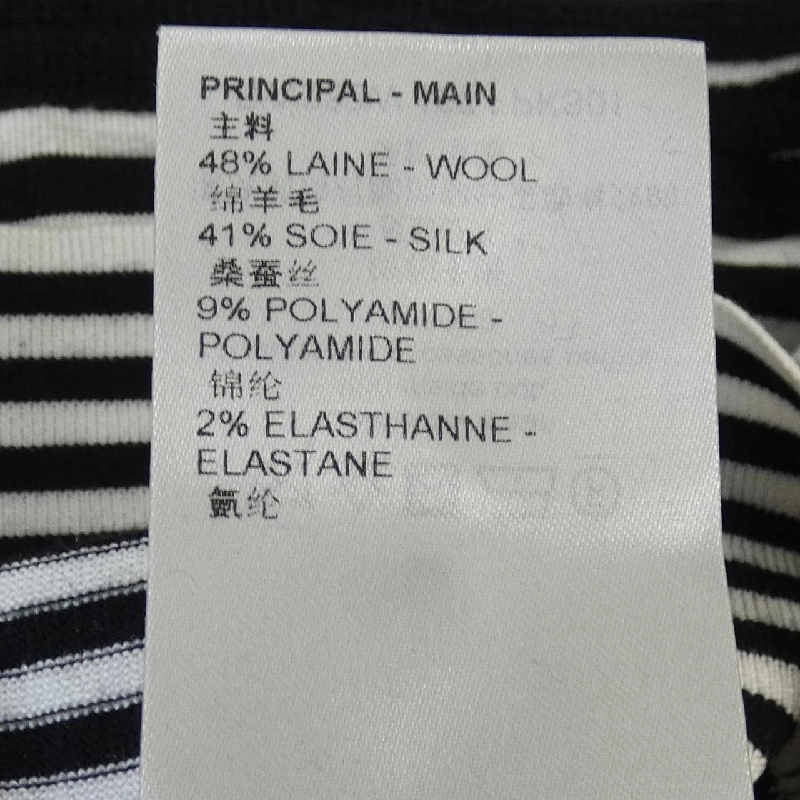 PRINCIPAL - MAIN
主料
48% LAINE - WOOL
绵羊毛
41% SOIE - SILK
桑蚕丝
9% POLYAMIDE -
POLYAMIDE
锦纶
2% ELASTHANNE -
ELASTANE
氨纶